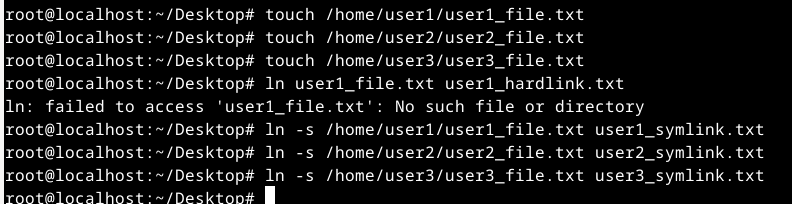 root@localhost:~/Desktop# touch /home/user1/user1_file.txt
root@localhost:~/Desktop# touch /home/user2/user2_file.txt
root@localhost:~/Desktop# touch /home/user3/user3_file.txt
root@localhost:~/Desktop# ln user1_file.txt user1_hardlink.txt
ln: failed to access 'user1_file.txt': No such file or directory
root@localhost:~/Desktop# ln -s /home/user1/user1_file.txt user1_symlink.txt
root@localhost:~/Desktop# ln -s /home/user2/user2_file.txt user2_symlink.txt
root@localhost:~/Desktop# ln -s /home/user3/user3_file.txt user3_symlink.txt
root@localhost:~/Desktop#